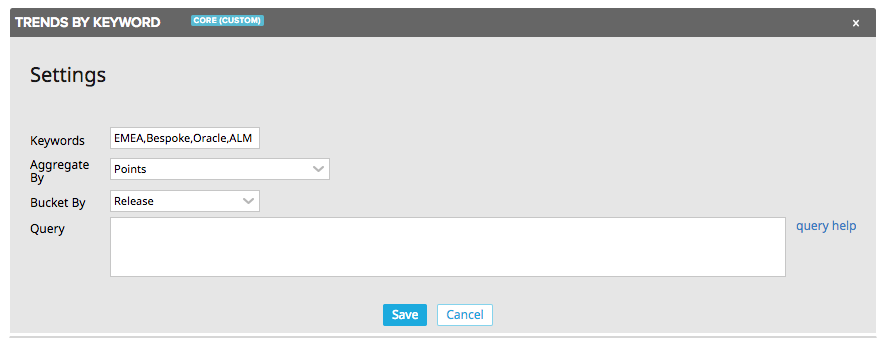 TRENDS BY KEYWORD CORE (CUSTOM) x
Settings
Keywords EMEA,Bespoke,Oracle,ALM
Aggregate
By Points
Bucket By Release
Query query help
Save Cancel